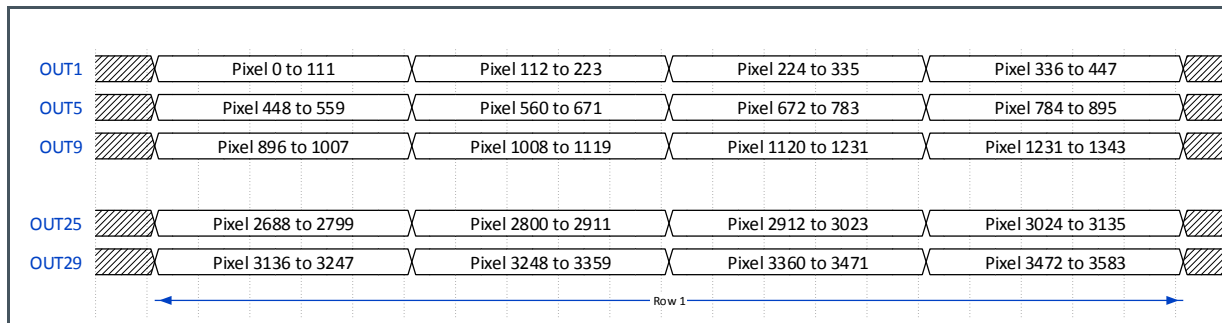 OUT1 Pixel 0 to 111 Pixel 112 to 223 Pixel 224 to 335 Pixel 336 to 447
OUT5 Pixel 448 to 559 Pixel 560 to 671 Pixel 672 to 783 Pixel 784 to 895
OUT9 Pixel 896 to 1007 Pixel 1008 to 1119 Pixel 1120 to 1231 Pixel 1231 to 1343
OUT25 Pixel 2688 to 2799 Pixel 2800 to 2911 Pixel 2912 to 3023 Pixel 3024 to 3135
OUT29 Pixel 3136 to 3247 Pixel 3248 to 3359 Pixel 3360 to 3471 Pixel 3472 to 3583
Row 1